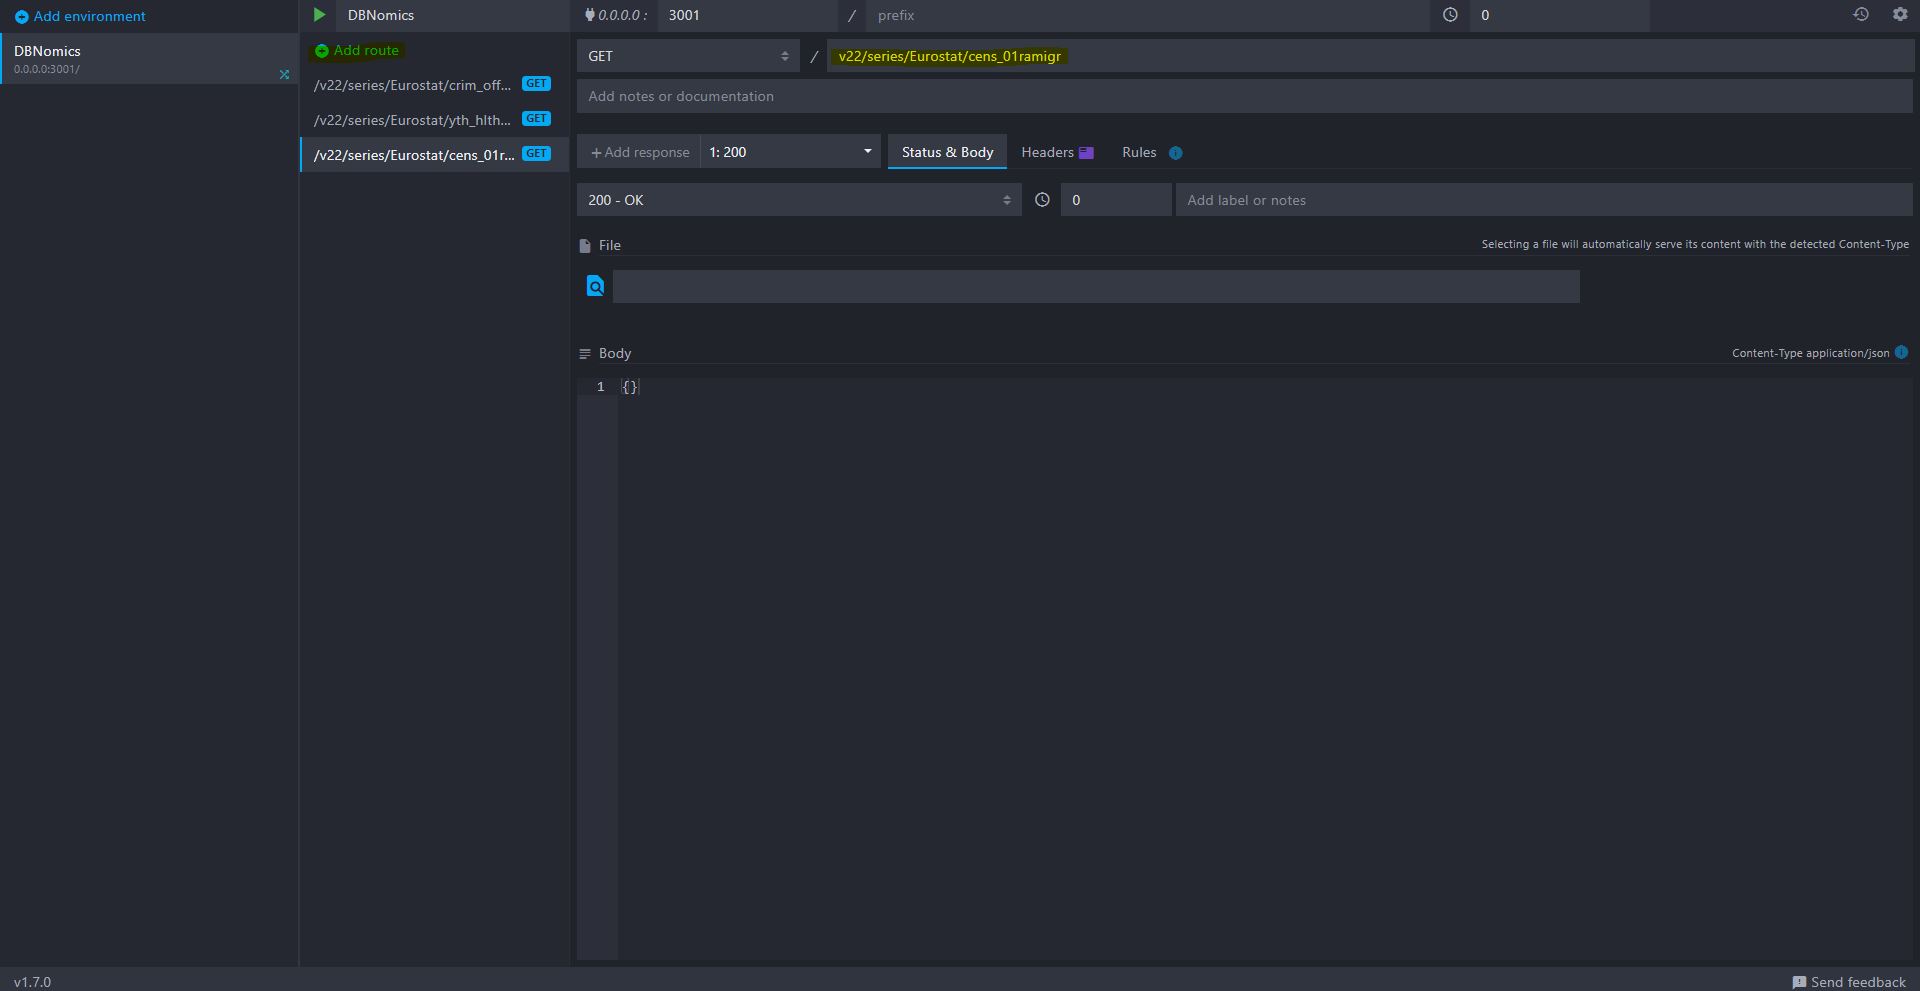 Add environment
DBNomics
0.0.0.0:3001/
DBNomics
0.0.0.0 :
3001
/
prefix
0
Add route
/v22/series/Eurostat/crim_off... GET
/v22/series/Eurostat/yth_hlth... GET
/v22/series/Eurostat/cens_01r... GET
GET
/
v22/series/Eurostat/cens_01ramigr
Add notes or documentation
+ Add response
1: 200
Status & Body
Headers
Rules
200 - OK
0
Add label or notes
File
Selecting a file will automatically serve its content with the detected Content-Type
Body
Content-Type application/json
1 {}
v1.7.0
Send feedback